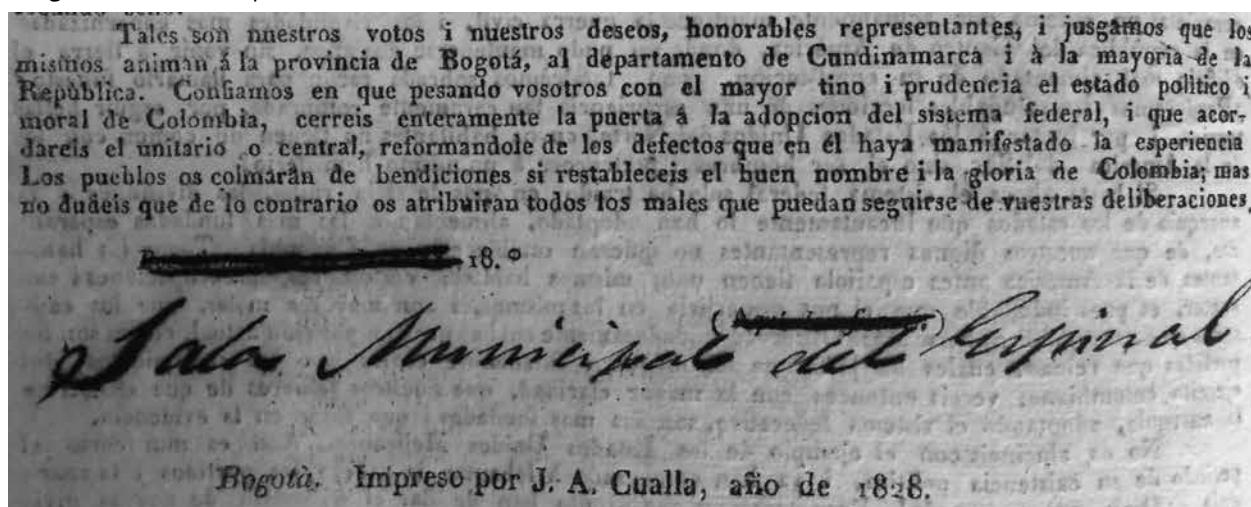 Tales son nuestros votos i nuestros deseos, honorables representantes, i jusgamos que los
mismos animan á la provincia de Bogotá, al departamento de Cundinamarca i à la mayoria de la
Repùblica. Confiamos en que pesando vosotros con el mayor tino i prudencia el estado polìtico i
moral de Colombia, cerreis enteramente la puerta á la adopcion del sistema federal, i que acor-
dareis el unitario o central, reformandole de los defectos que en él haya manifestado la esperiencia
Los pueblos os colmarán de bendiciones si restableceis el buen nombre i la gloria de Colombia; mas
no dudeis que de lo contrario os atribuiran todos los males que puedan seguirse de vuestras deliberaciones,
18.°
Sala Municipal del Espinal
Bogotà. Impreso por J. A. Cualla, año de 1828.